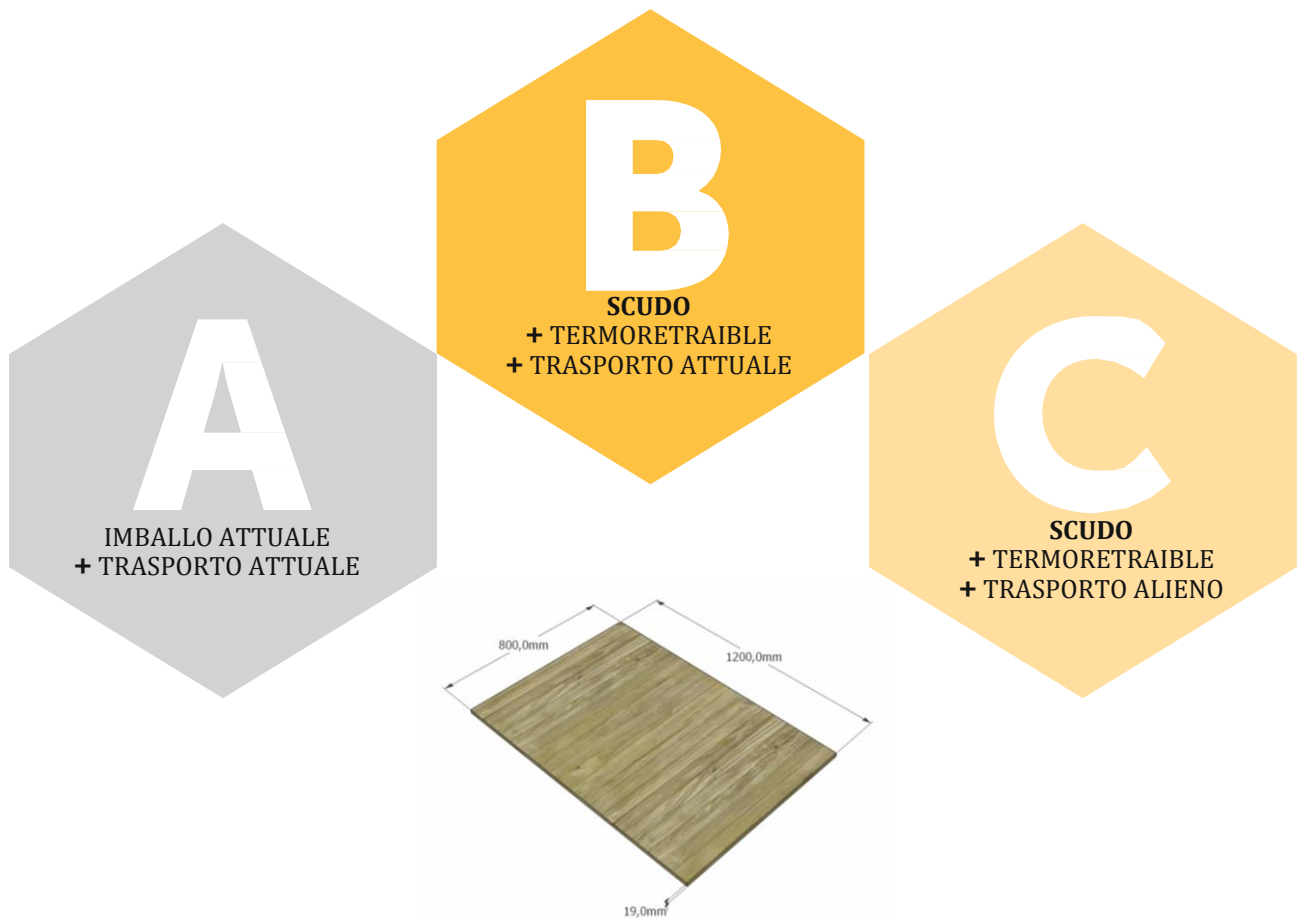 A
IMBALLO ATTUALE
+ TRASPORTO ATTUALE
B
SCUDO
+ TERMORETRAIBLE
+ TRASPORTO ATTUALE
C
SCUDO
+ TERMORETRAIBLE
+ TRASPORTO ALIENO
800,0mm
1200,0mm
19,0mm